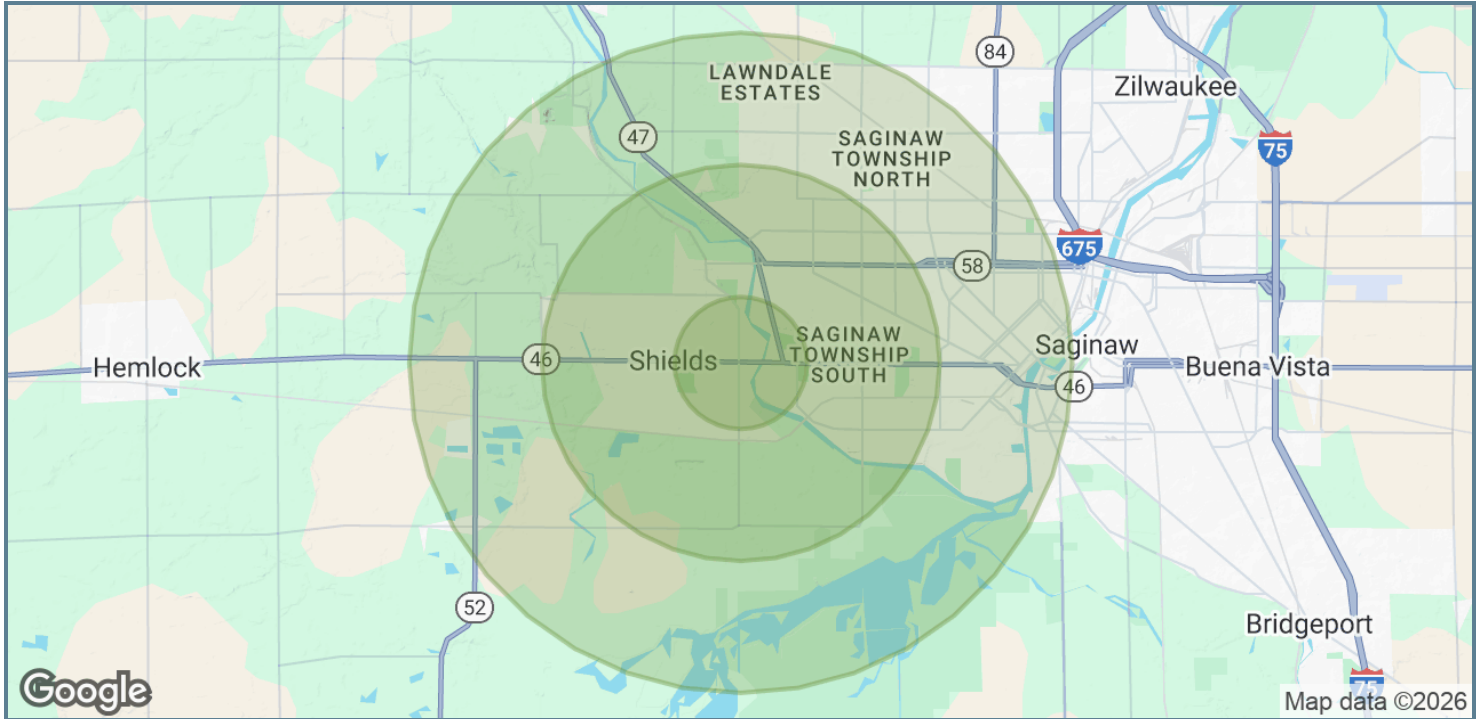 LAWNDALE
ESTATES
84
Zilwaukee
47
SAGINAW
TOWNSHIP
NORTH
75
675
58
SAGINAW
TOWNSHIP
SOUTH
Saginaw
Hemlock
46
Shields
46
Buena Vista
52
Bridgeport
Google
75
Map data ©2026